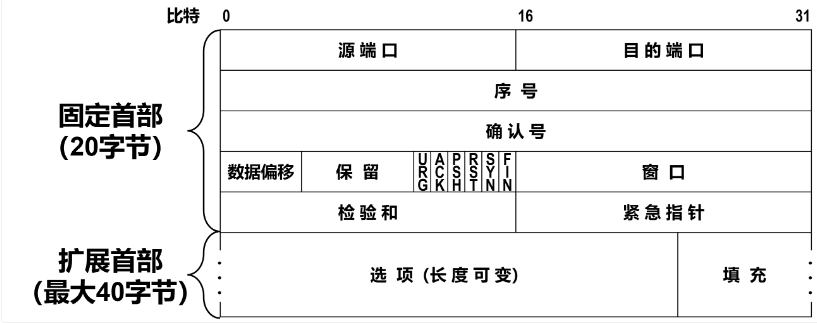 比特 0 16 31
源端口 目的端口
序号
固定首部
(20字节)
确认号
数据偏移 保留 URG ACK PSH RST SYN FIN 窗口
检验和 紧急指针
扩展首部
(最大40字节)
选项 (长度可变) 填充